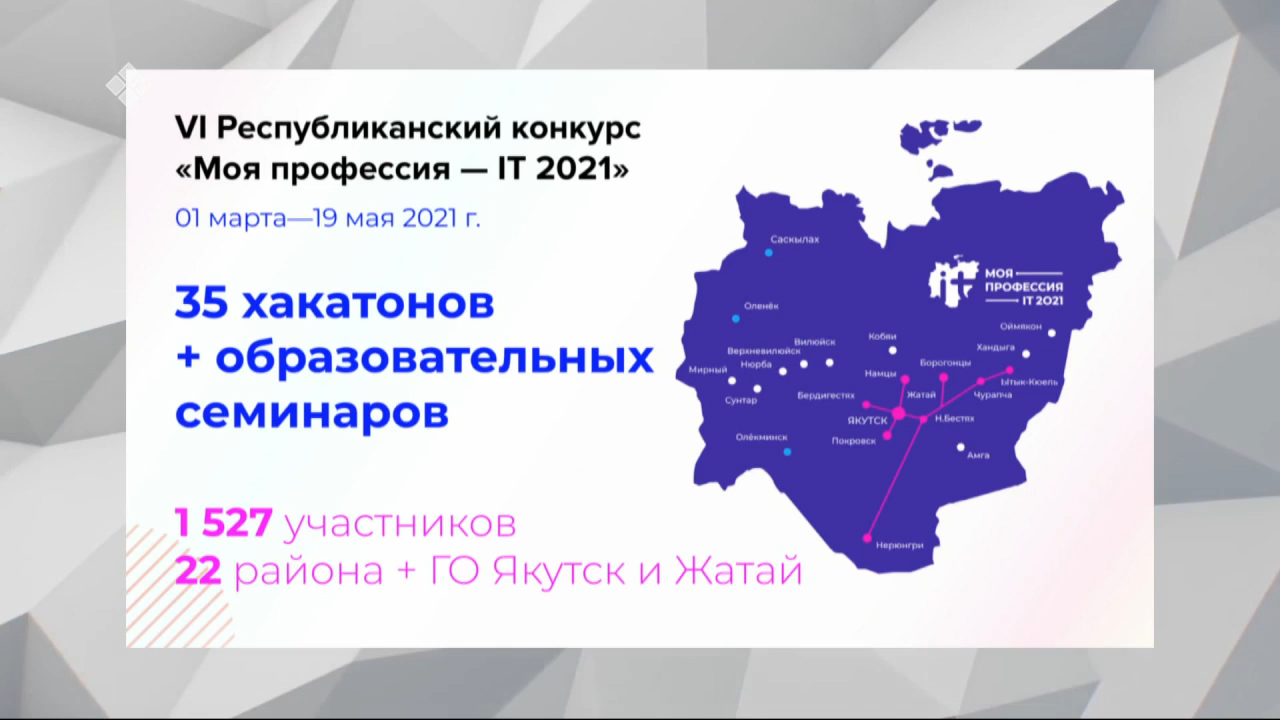 VI Республиканский конкурс
«Моя профессия — IT 2021»
01 марта—19 мая 2021 г.
35 хакатонов
+ образовательных
семинаров
1 527 участников
22 района + ГО Якутск и Жатай
Саскылах
it+
МОЯ
ПРОФЕССИЯ
IT 2021
Оленёк
Оймякон
Кобяи
Вилюйск
Хандыга
Верхневилюйск
Нюрба
Борогонцы
Мирный
Намцы
Ытык-Кюель
Сунтар
Бердигестях
Жатай
Чурапча
ЯКУТСК
Н.Бестях
Олёкминск
Покровск
Амга
Нерюнгри